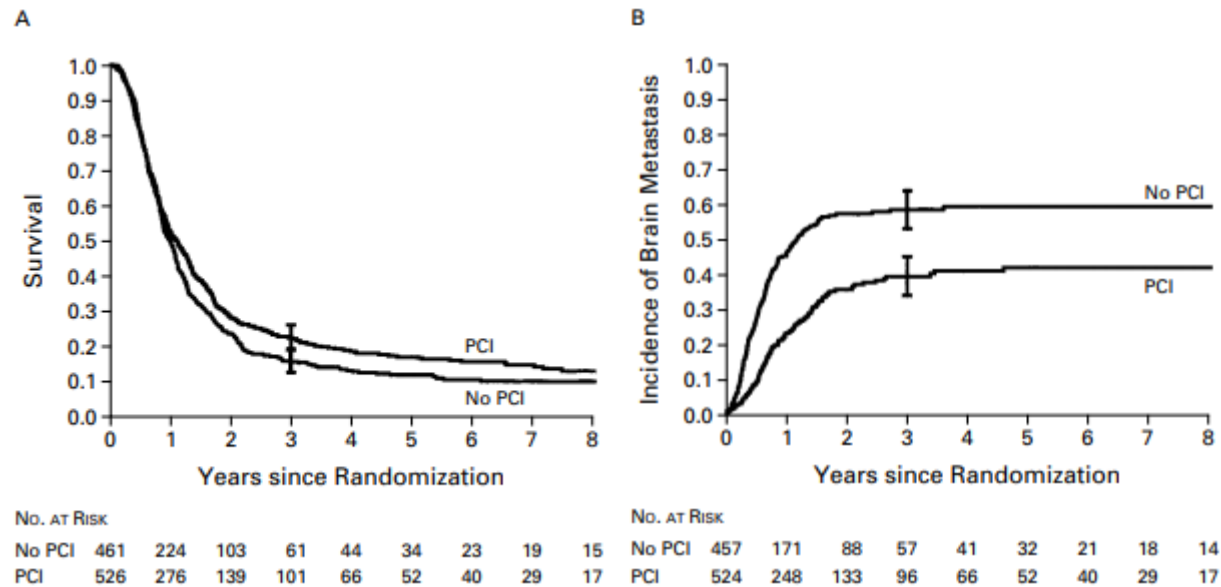 A
B
1.0
0.9
0.8
0.7
0.6
0.5
0.4
0.3
0.2
0.1
0.0
Survival
PCI
No PCI
0 1 2 3 4 5 6 7 8
Years since Randomization
1.0
0.9
0.8
0.7
0.6
0.5
0.4
0.3
0.2
0.1
0.0
Incidence of Brain Metastasis
No PCI
PCI
0 1 2 3 4 5 6 7 8
Years since Randomization
NO. AT RISK
No PCI 461 224 103 61 44 34 23 19 15
PCI 526 276 139 101 66 52 40 29 17
NO. AT RISK
No PCI 457 171 88 57 41 32 21 18 14
PCI 524 248 133 96 66 52 40 29 17